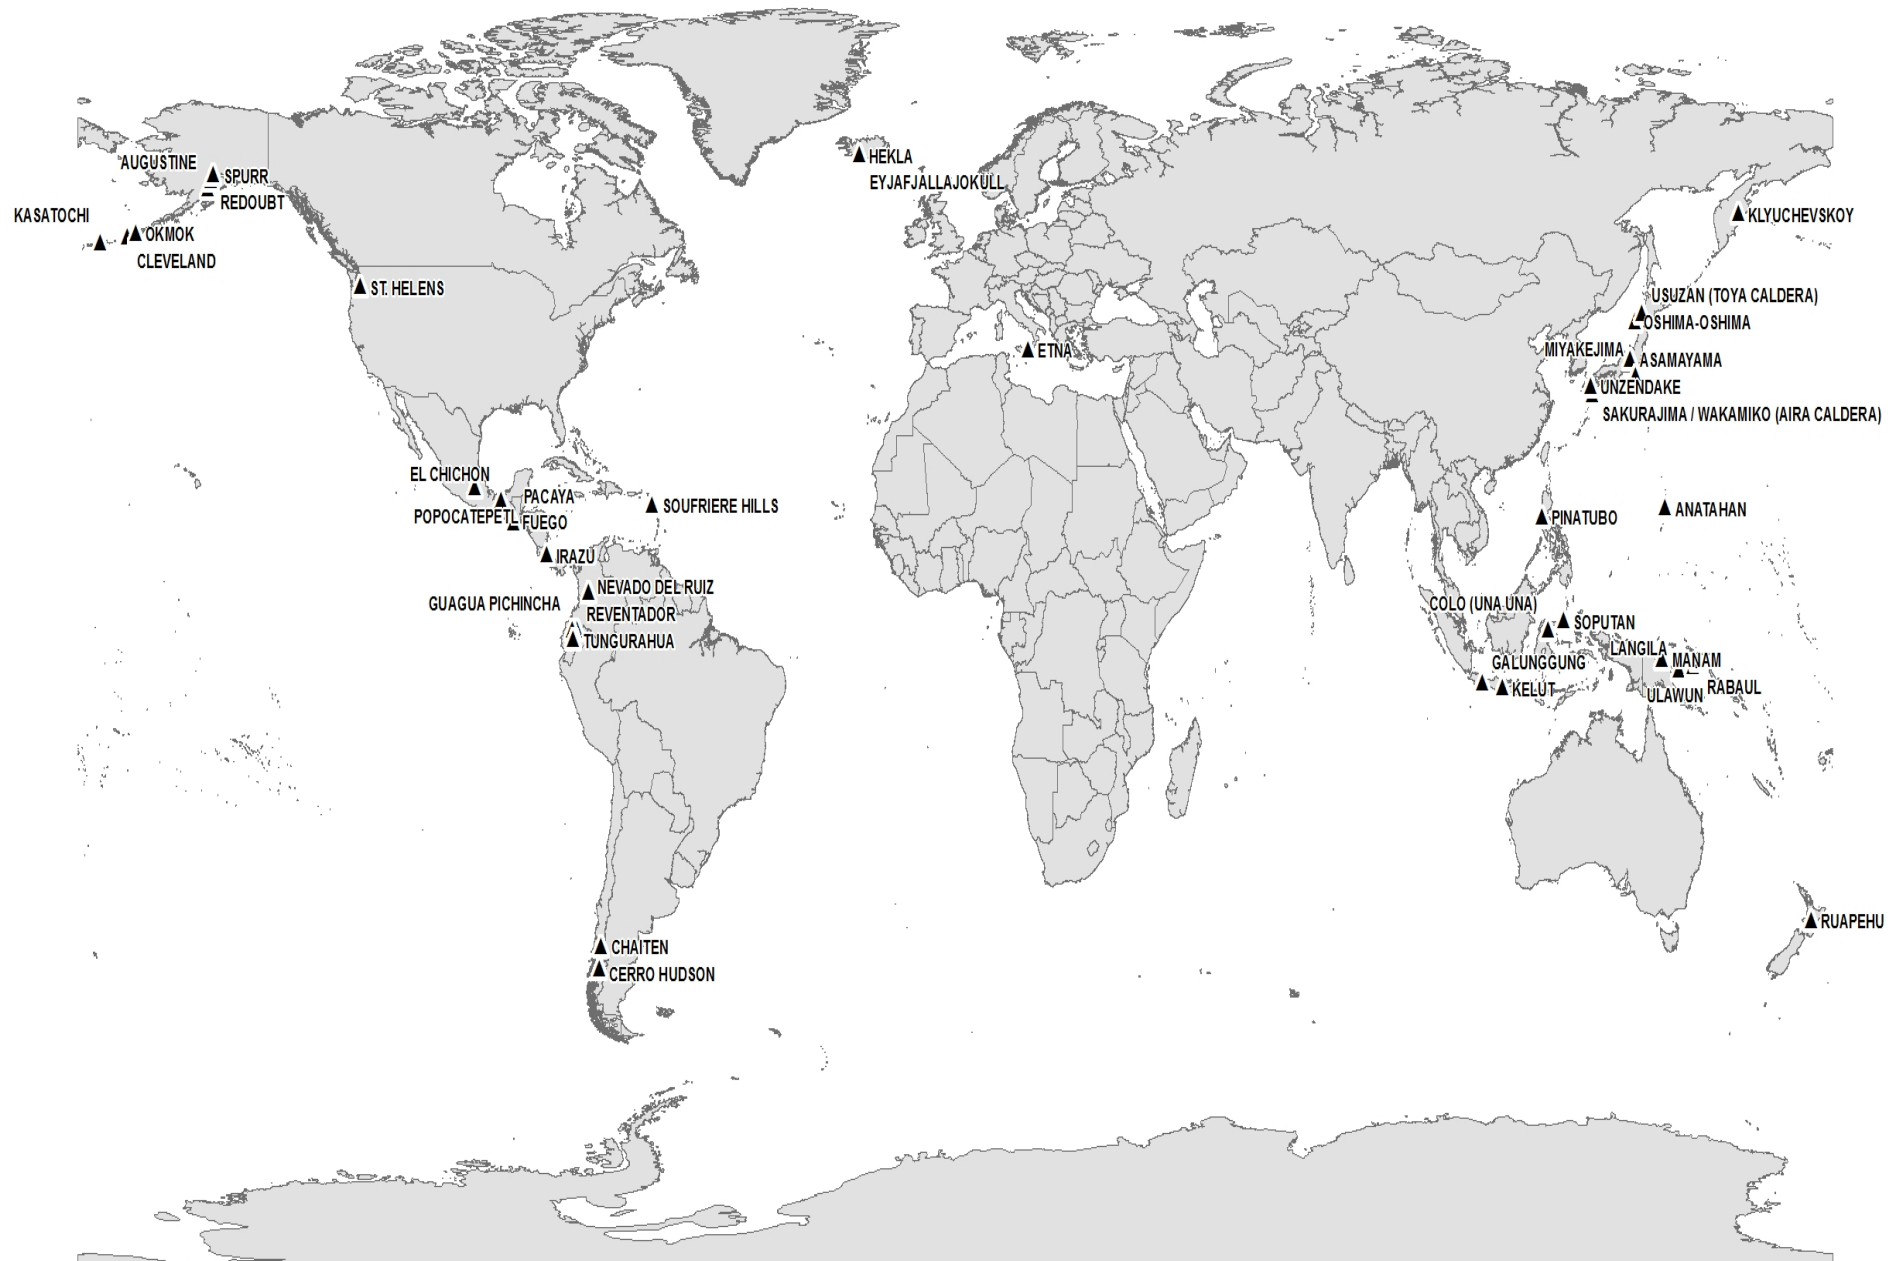 HEKLA
AUGUSTINE
SPURR
EYJAFJALLAJOKULL
REDOUBT
KASATOCHI
KLYUCHEVSKOY
OKMOK
CLEVELAND
ST. HELENS
USUZAN (TOYA CALDERA)
OSHIMA-OSHIMA
MIYAKEJIMA
ETNA
ASAMAYAMA
UNZENDAKE
SAKURAJIMA / WAKAMIKO (AIRA CALDERA)
EL CHICHON
PACAYA
SOUFRIERE HILLS
ANATAHAN
POPOCATEPETL
FUEGO
PINATUBO
IRAZU
NEVADO DEL RUIZ
GUAGUA PICHINCHA
COLO (UNA UNA)
REVENTADOR
SOPUTAN
TUNGURAHUA
LANGILA
GALUNGGUNG
MANAM
KELUT
RABAUL
ULAWUN
RUAPEHU
CHAITEN
CERRO HUDSON